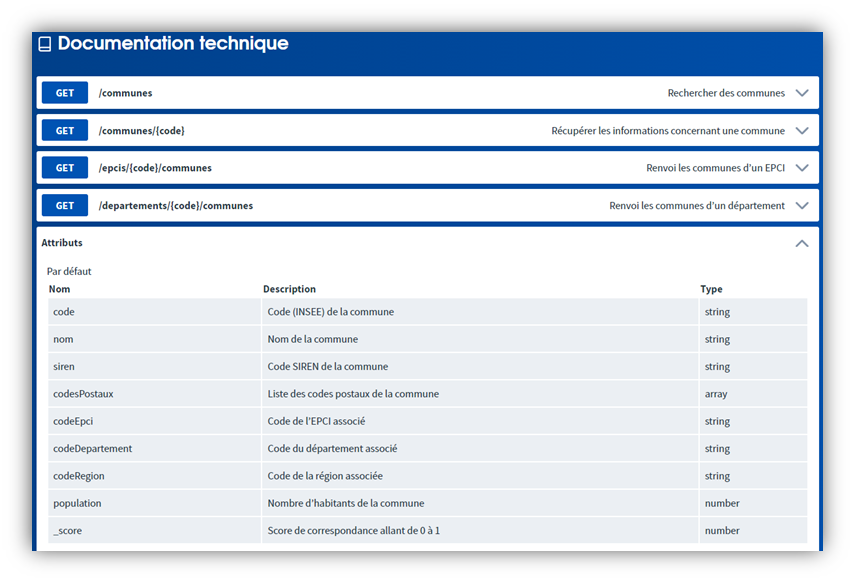 Documentation technique
GET /communes Rechercher des communes
GET /communes/{code} Récupérer les informations concernant une commune
GET /epcis/{code}/communes Renvoi les communes d'un EPCI
GET /departements/{code}/communes Renvoi les communes d'un département
Attributs
Par défaut
Nom Description Type
code Code (INSEE) de la commune string
nom Nom de la commune string
siren Code SIREN de la commune string
codesPostaux Liste des codes postaux de la commune array
codeEpci Code de l'EPCI associé string
codeDepartement Code du département associé string
codeRegion Code de la région associée string
population Nombre d'habitants de la commune number
_score Score de correspondance allant de 0 à 1 number